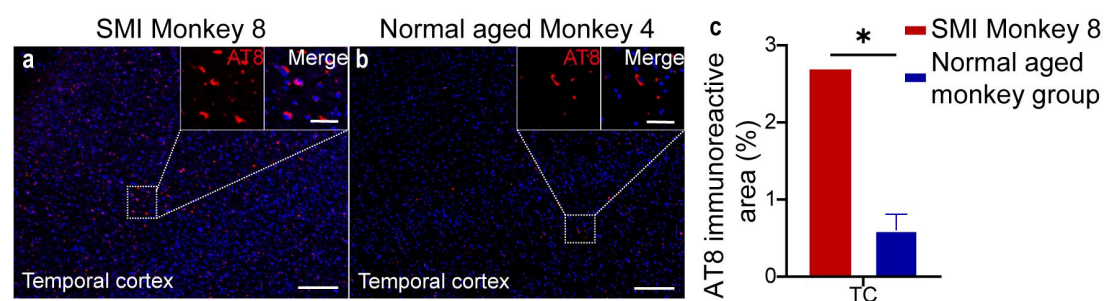 SMI Monkey 8
Normal aged Monkey 4
a
AT8
Merge
Temporal cortex
b
AT8
Merge
Temporal cortex
c
SMI Monkey 8
Normal aged
monkey group
*
AT8 immunoreactive
area (%)
3
2
1
0
TC